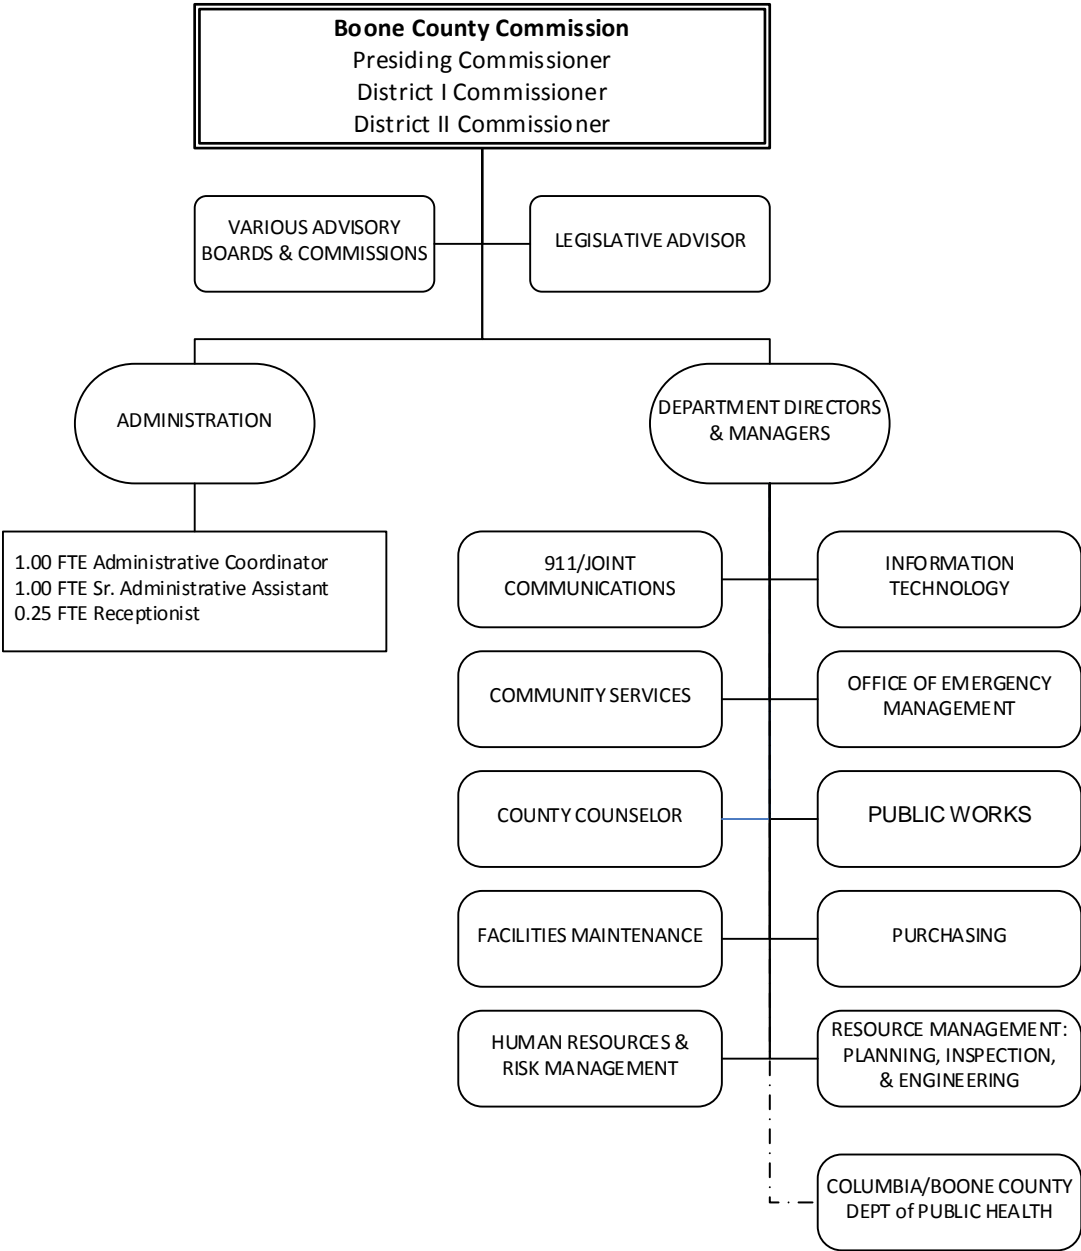 Boone County Commission
Presiding Commissioner
District I Commissioner
District II Commissioner
VARIOUS ADVISORY
BOARDS & COMMISSIONS
LEGISLATIVE ADVISOR
ADMINISTRATION
DEPARTMENT DIRECTORS
& MANAGERS
1.00 FTE Administrative Coordinator
1.00 FTE Sr. Administrative Assistant
0.25 FTE Receptionist
911/JOINT
COMMUNICATIONS
INFORMATION
TECHNOLOGY
COMMUNITY SERVICES
OFFICE OF EMERGENCY
MANAGEMENT
COUNTY COUNSELOR
PUBLIC WORKS
FACILITIES MAINTENANCE
PURCHASING
HUMAN RESOURCES &
RISK MANAGEMENT
RESOURCE MANAGEMENT:
PLANNING, INSPECTION,
& ENGINEERING
COLUMBIA/BOONE COUNTY
DEPT of PUBLIC HEALTH